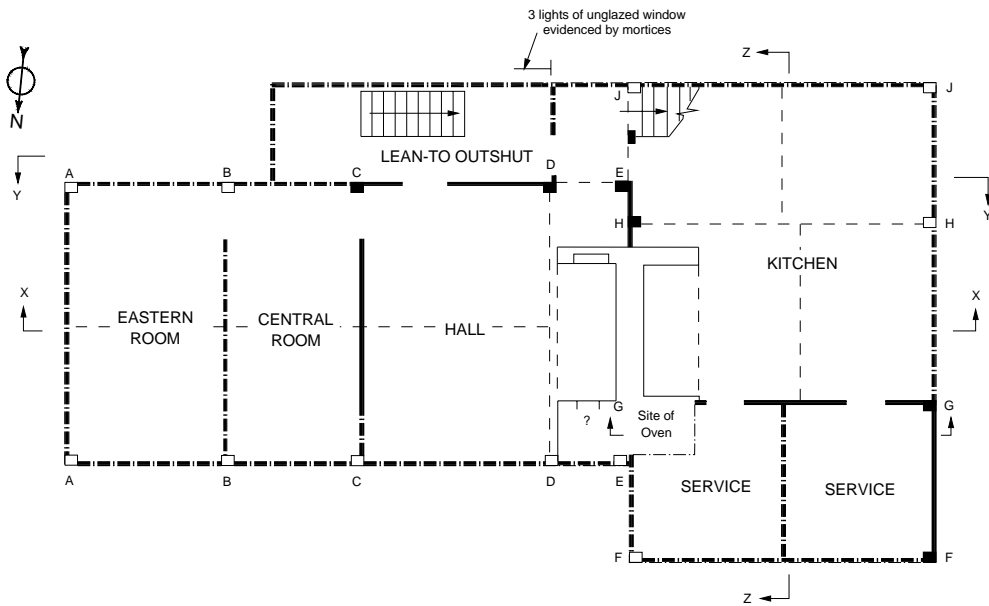 3 lights of unglazed window
evidenced by mortices
Z
N
J
J
LEAN-TO OUTSHUT
A
B
C
D
E
Y
Y
H
H
KITCHEN
X
X
EASTERN
ROOM
CENTRAL
ROOM
HALL
G
G
?
Site of
Oven
A
B
C
D
E
SERVICE
SERVICE
F
F
Z